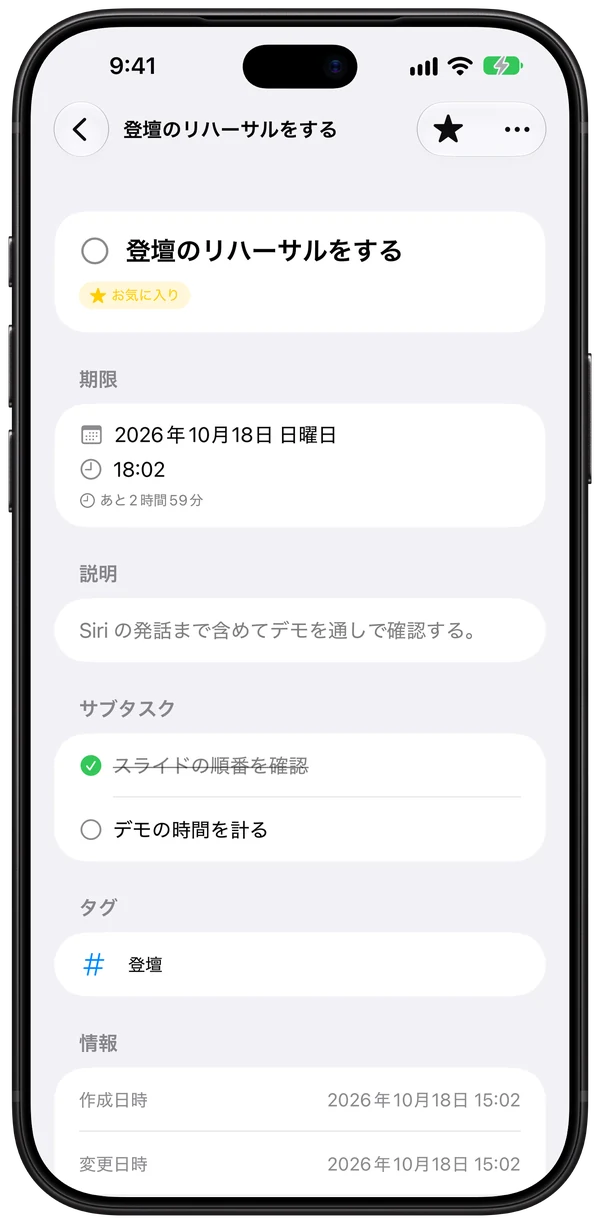 9:41
登壇のリハーサルをする
登壇のリハーサルをする
お気に入り
期限
2026年10月18日 日曜日
18:02
あと2時間59分
説明
Siri の発話まで含めてデモを通しで確認する。
サブタスク
スライドの順番を確認
デモの時間を計る
タグ
# 登壇
情報
作成日時 2026年10月18日 15:02
変更日時 2026年10月18日 15:02